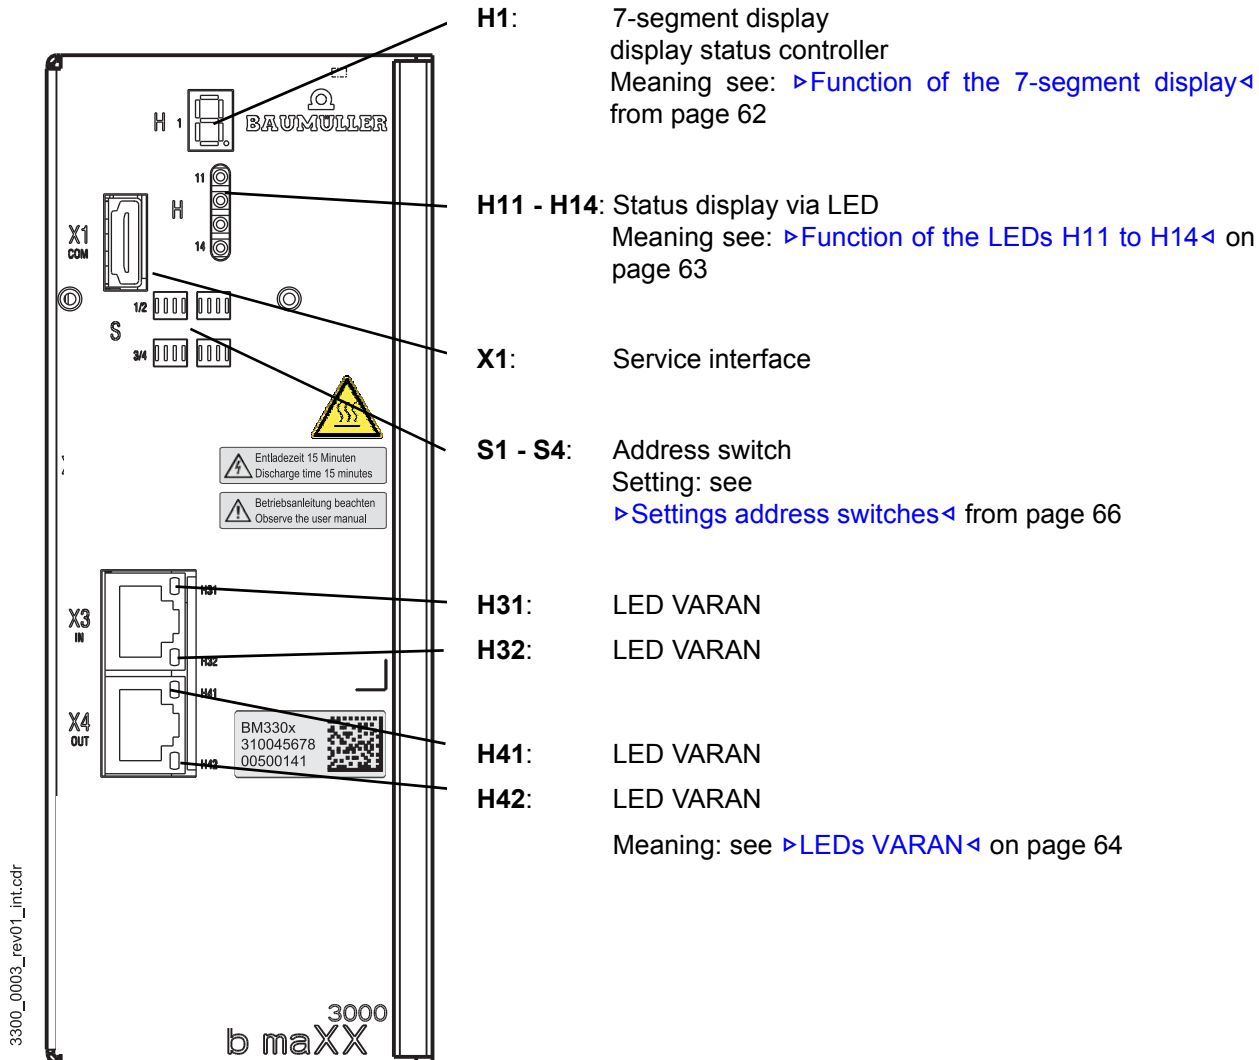 H1: 7-segment display
display status controller
Meaning see: ▷Function of the 7-segment display◁
from page 62
H11 - H14: Status display via LED
Meaning see: ▷Function of the LEDs H11 to H14◁ on
page 63
X1: Service interface
S1 - S4: Address switch
Setting: see
▷Settings address switches◁ from page 66
H31: LED VARAN
H32: LED VARAN
H41: LED VARAN
H42: LED VARAN
Meaning: see ▷LEDs VARAN◁ on page 64
H 1
BAUMÜLLER
11
H
14
X1
COM
1/2
S
3/4
Entladezeit 15 Minuten
Discharge time 15 minutes
Betriebsanleitung beachten
Observe the user manual
X3
IN
H31
H32
X4
OUT
H41
H42
BM330x
310045678
00500141
3000
b maXX
3300_0003_rev01_int.cdr